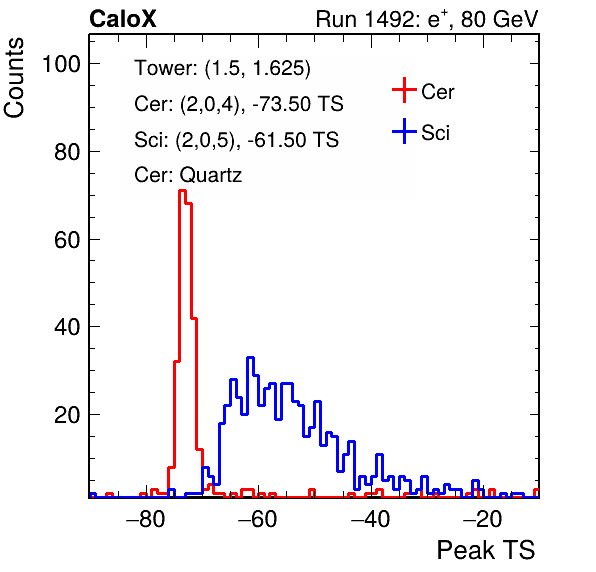 CaloX Run 1492: e⁺, 80 GeV
Counts
100
80
60
40
20
Tower: (1.5, 1.625)
Cer: (2,0,4), -73.50 TS
Sci: (2,0,5), -61.50 TS
Cer: Quartz
Cer
Sci
−80 −60 −40 −20
Peak TS